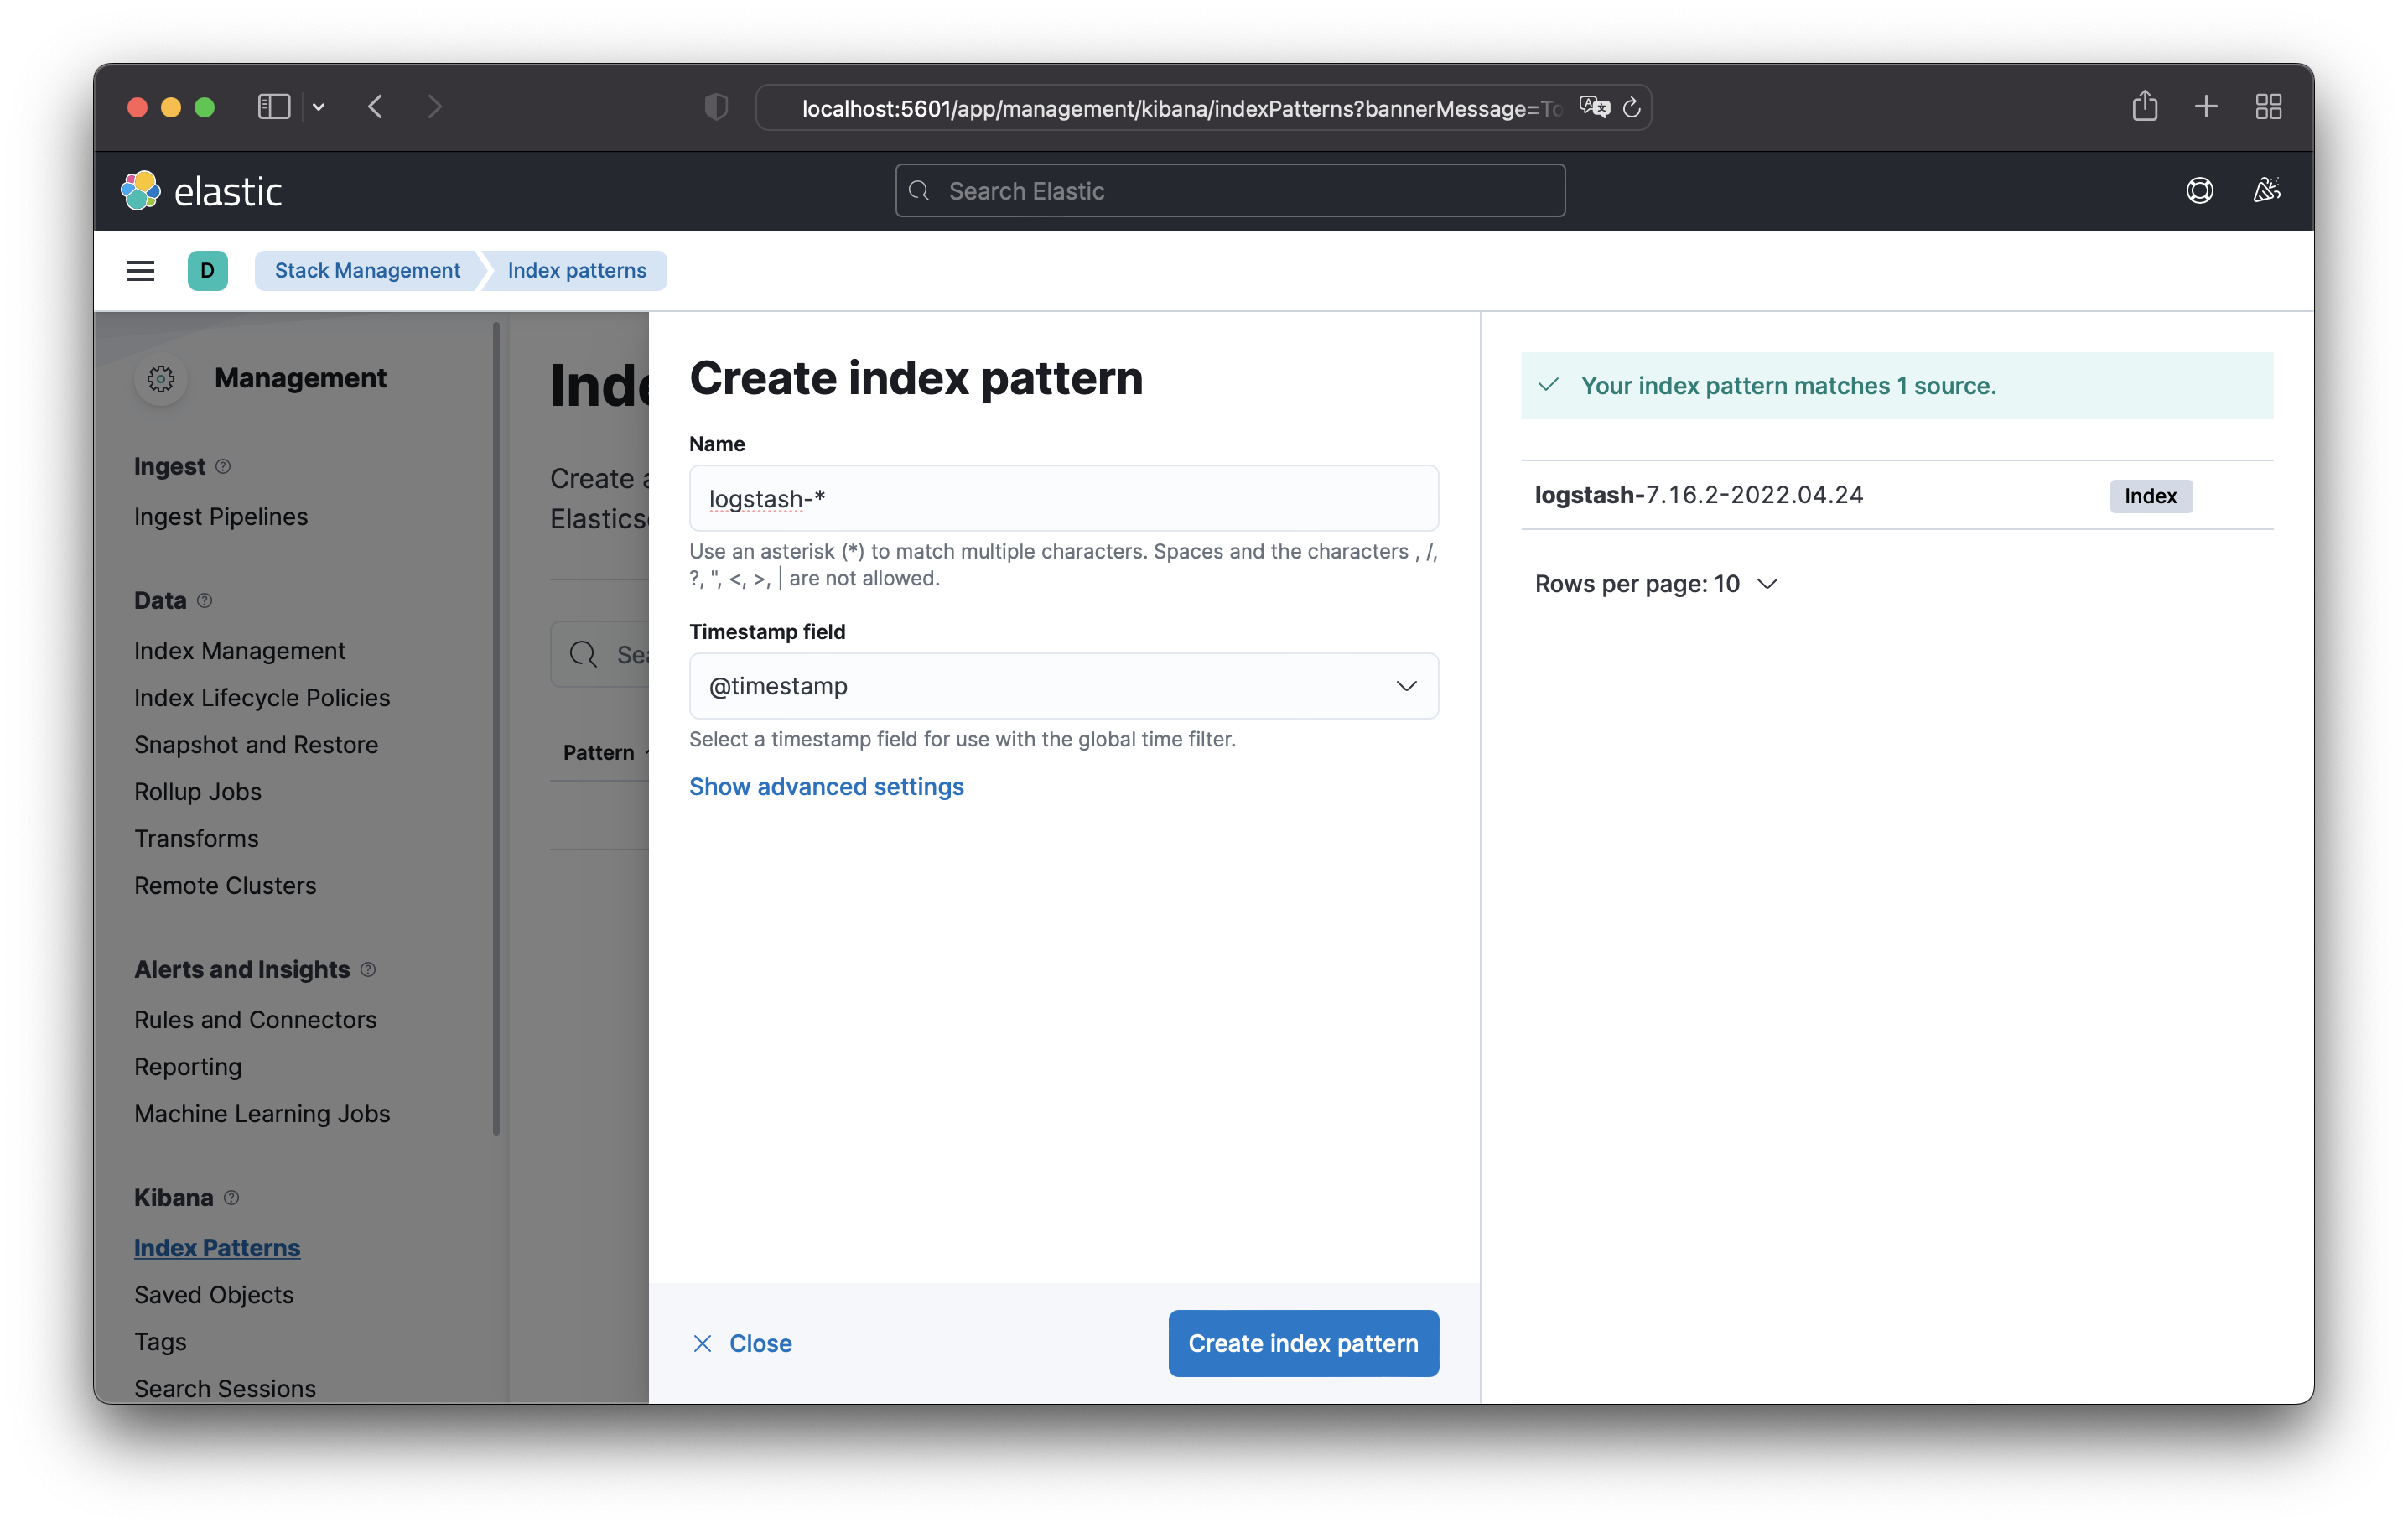 localhost:5601/app/management/kibana/indexPatterns?bannerMessage=To
elastic
Search Elastic
D
Stack Management
Index patterns
Management
Ingest
Ingest Pipelines
Data
Index Management
Index Lifecycle Policies
Snapshot and Restore
Rollup Jobs
Transforms
Remote Clusters
Alerts and Insights
Rules and Connectors
Reporting
Machine Learning Jobs
Kibana
Index Patterns
Saved Objects
Tags
Search Sessions
Create
Pattern
Create index pattern
Name
logstash-*
Use an asterisk (*) to match multiple characters. Spaces and the characters , /,
?, ", <, >, | are not allowed.
Timestamp field
@timestamp
Select a timestamp field for use with the global time filter.
Show advanced settings
Close
Create index pattern
Your index pattern matches 1 source.
logstash-7.16.2-2022.04.24
Index
Rows per page: 10